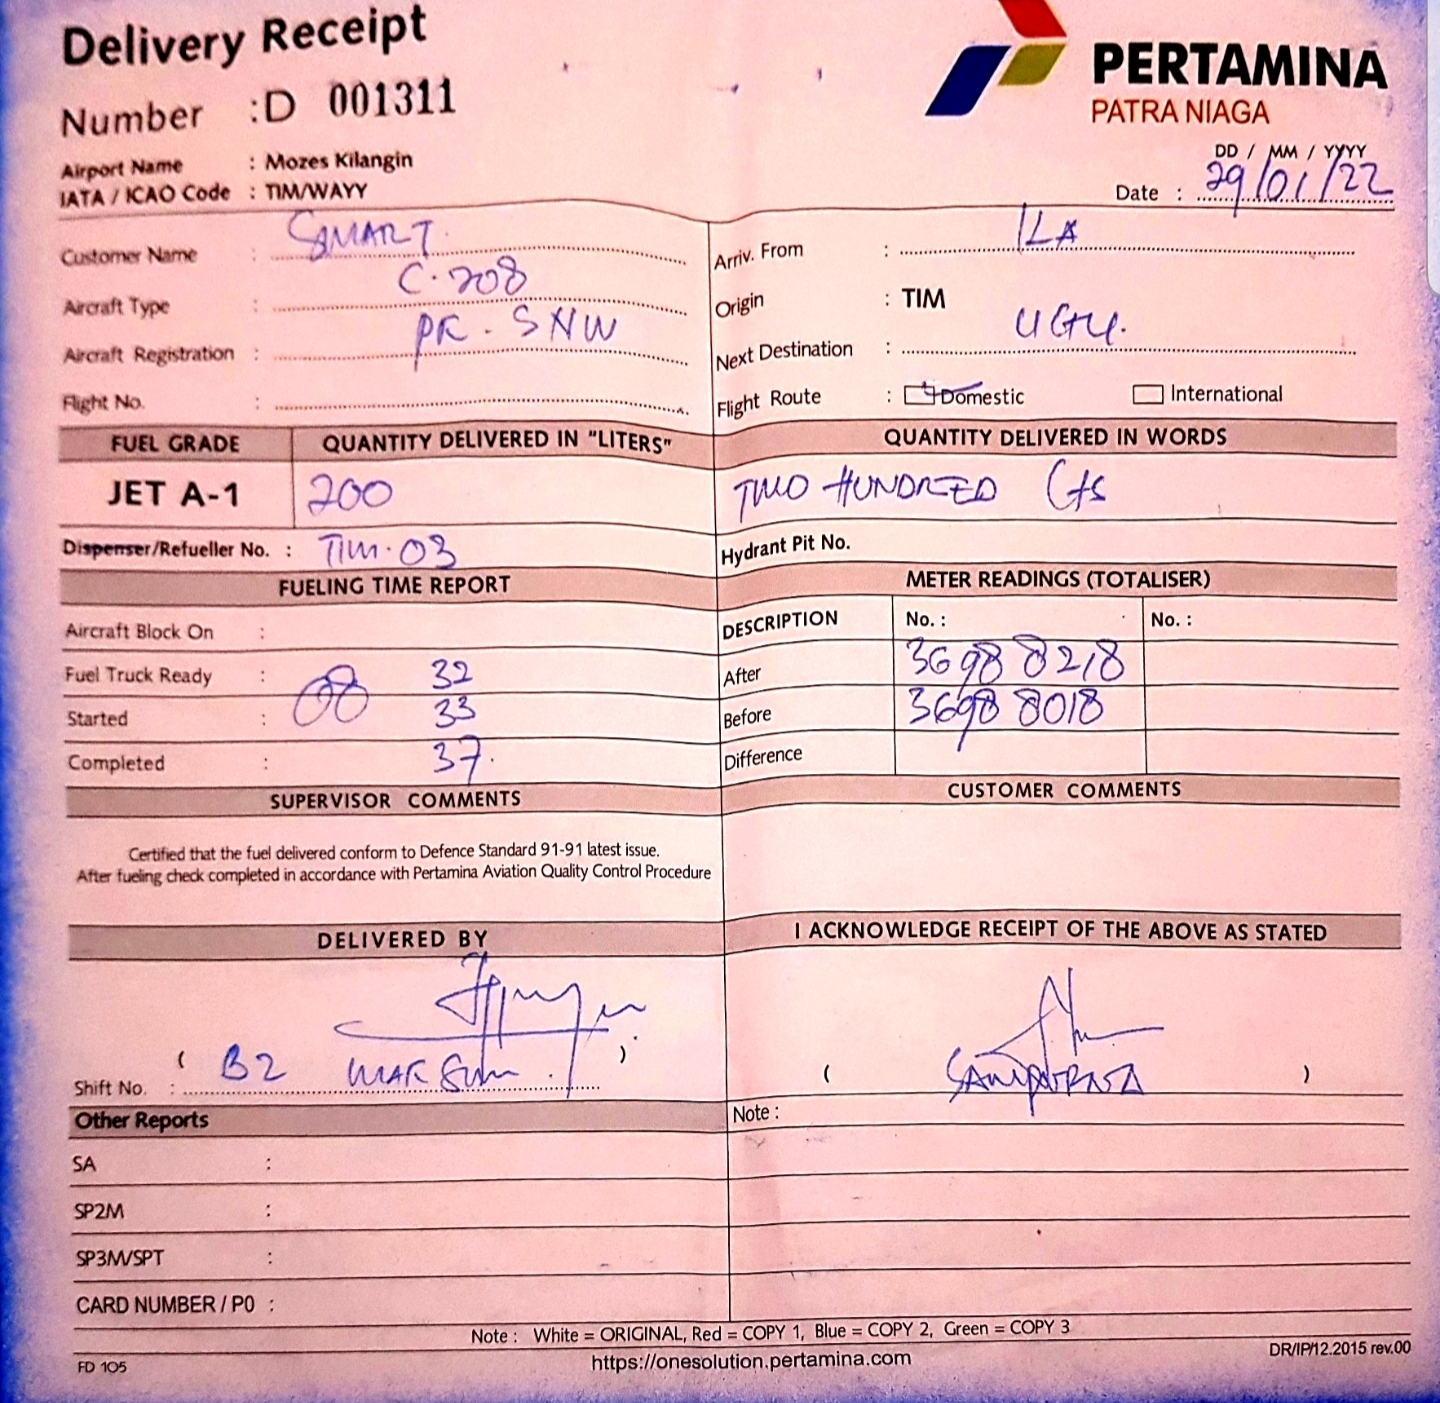 Delivery Receipt
PERTAMINA
PATRA NIAGA
Number : D 001311
Airport Name : Mozes Kilangin
IATA / ICAO Code : TIM/WAYY
DD / MM / YYYY
Date : 29/01/22
Customer Name : SMART
Arriv. From : ILA
Aircraft Type : C-208
Origin : TIM
Aircraft Registration : PK-SNW
Next Destination :
Flight No. :
Flight Route : Domestic International
FUEL GRADE QUANTITY DELIVERED IN "LITERS" QUANTITY DELIVERED IN WORDS
JET A-1 200 TWO HUNDRED
Dispenser/Refueller No. : TIM-03 Hydrant Pit No.
FUELING TIME REPORT METER READINGS (TOTALISER)
Aircraft Block On : DESCRIPTION No. : No. :
Fuel Truck Ready : 08 32 After 36988218
Started : 33 Before 36988018
Completed : 37 Difference
SUPERVISOR COMMENTS CUSTOMER COMMENTS
Certified that the fuel delivered conform to Defence Standard 91-91 latest issue.
After fueling check completed in accordance with Pertamina Aviation Quality Control Procedure
DELIVERED BY I ACKNOWLEDGE RECEIPT OF THE ABOVE AS STATED
Shift No. : ( B2 MAKSUM ) ( )
Other Reports Note :
SA :
SP2M :
SP3M/SPT :
CARD NUMBER / P0 :
Note : White = ORIGINAL, Red = COPY 1, Blue = COPY 2, Green = COPY 3
FD 105 https://onesolution.pertamina.com DR/IP/12.2015 rev.00